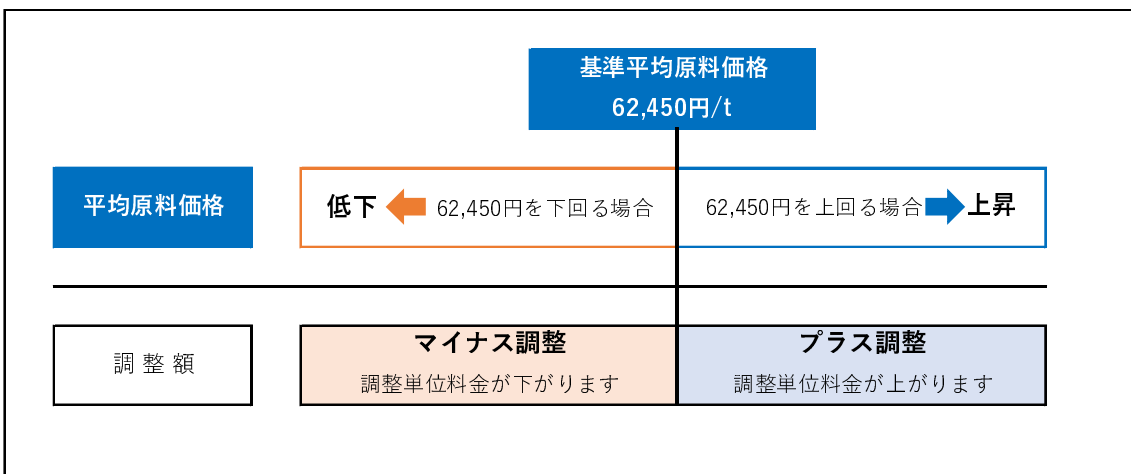 基準平均原料価格
62,450円/t
平均原料価格
低下 62,450円を下回る場合
62,450円を上回る場合 上昇
調整額
マイナス調整
調整単位料金が下がります
プラス調整
調整単位料金が上がります